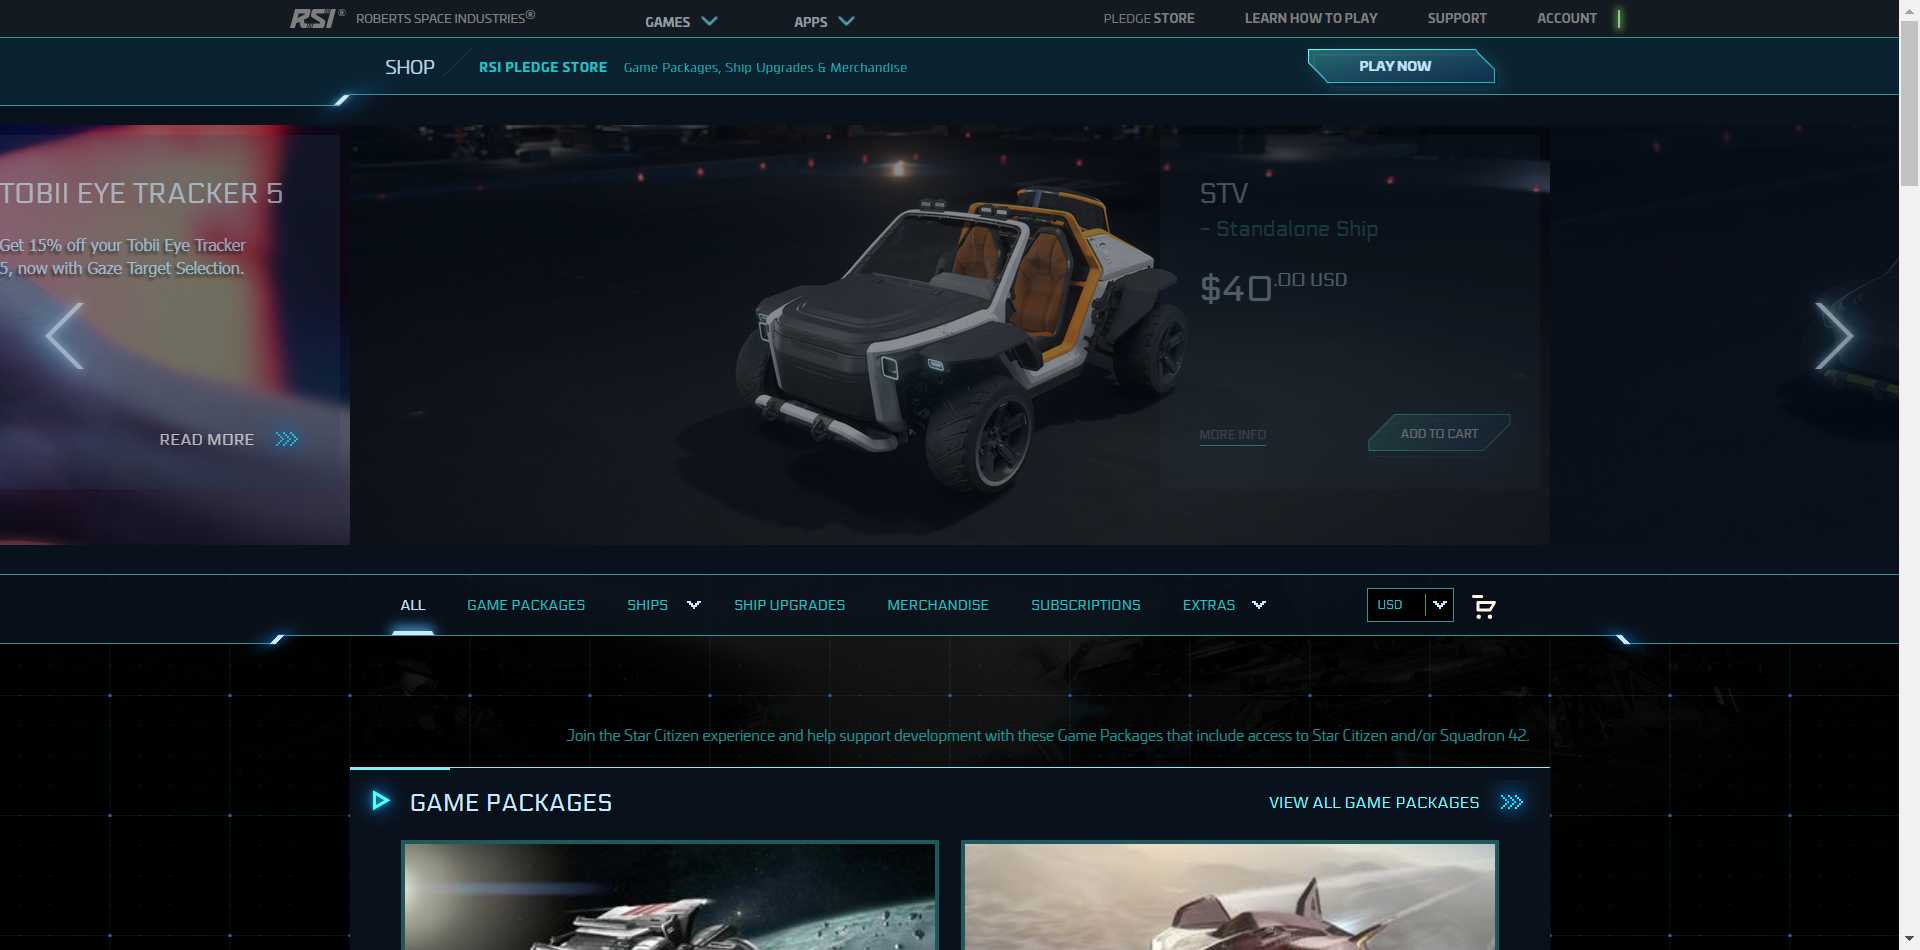 RSI® ROBERTS SPACE INDUSTRIES®
GAMES
APPS
PLEDGE STORE
LEARN HOW TO PLAY
SUPPORT
ACCOUNT
SHOP
RSI PLEDGE STORE
Game Packages, Ship Upgrades & Merchandise
PLAY NOW
TOBII EYE TRACKER 5
Get 15% off your Tobii Eye Tracker
5, now with Gaze Target Selection.
READ MORE
STV
- Standalone Ship
$40.00 USD
MORE INFO
ADD TO CART
ALL
GAME PACKAGES
SHIPS
SHIP UPGRADES
MERCHANDISE
SUBSCRIPTIONS
EXTRAS
USD
Join the Star Citizen experience and help support development with these Game Packages that include access to Star Citizen and/or Squadron 42.
GAME PACKAGES
VIEW ALL GAME PACKAGES